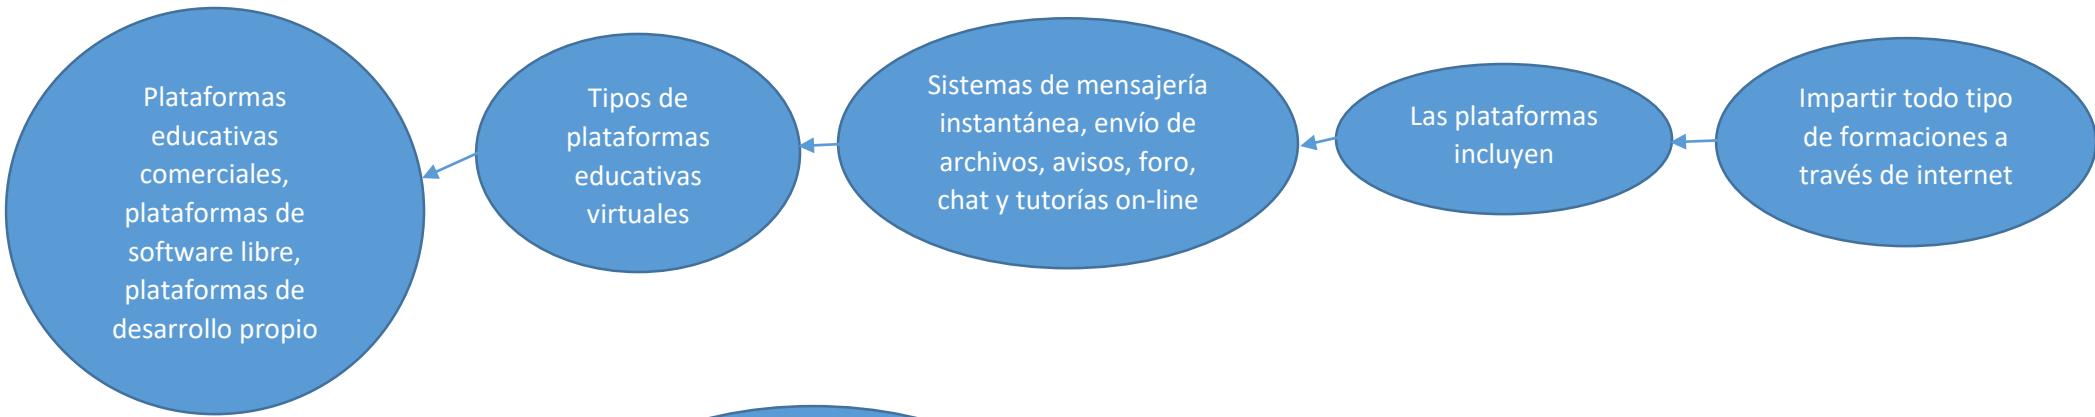 Plataformas
educativas
comerciales,
plataformas de
software libre,
plataformas de
desarrollo propio
Tipos de
plataformas
educativas
virtuales
Sistemas de mensajería
instantánea, envío de
archivos, avisos, foro,
chat y tutorías on-line
Las plataformas
incluyen
Impartir todo tipo
de formaciones a
través de internet